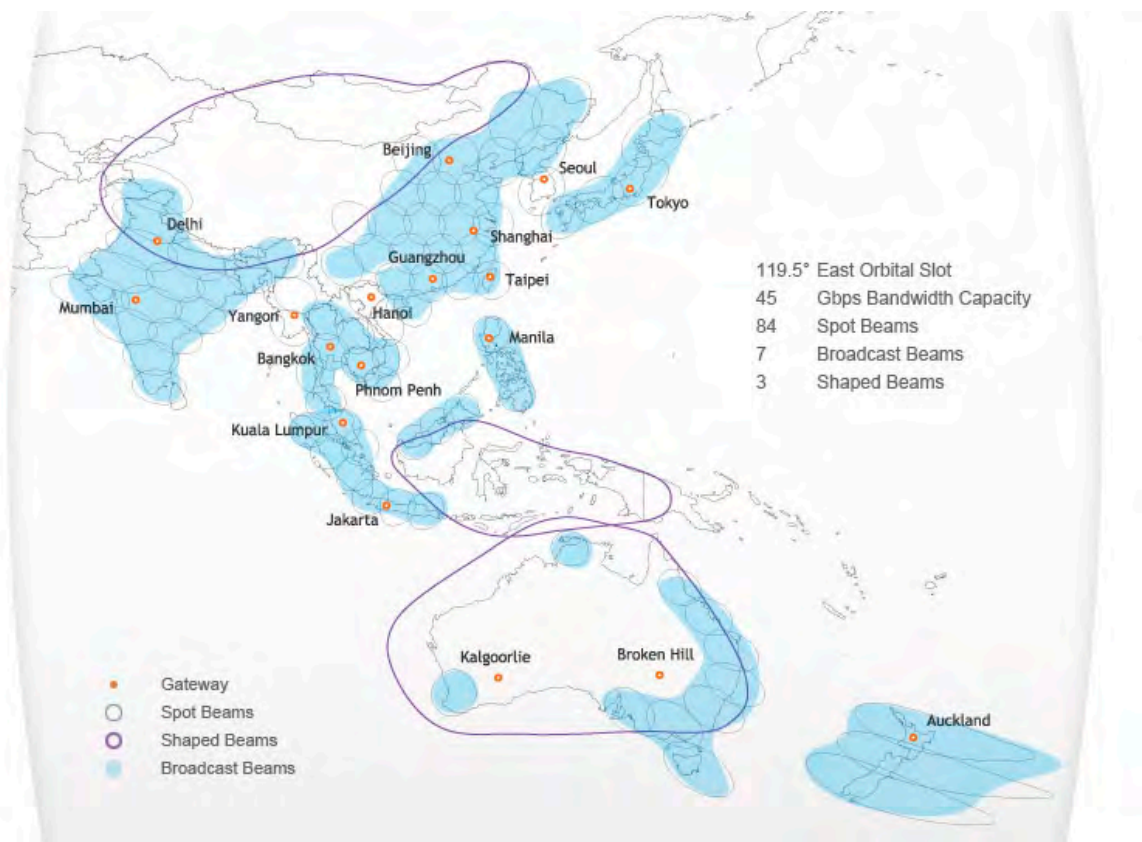 Beijing
Seoul
Tokyo
Delhi
Shanghai
Guangzhou
Taipei
Mumbai
Yangon
Hanoi
Manila
Bangkok
Phnom Penh
Kuala Lumpur
Jakarta
119.5° East Orbital Slot
45 Gbps Bandwidth Capacity
84 Spot Beams
7 Broadcast Beams
3 Shaped Beams
Kalgoorlie
Broken Hill
Auckland
Gateway
Spot Beams
Shaped Beams
Broadcast Beams